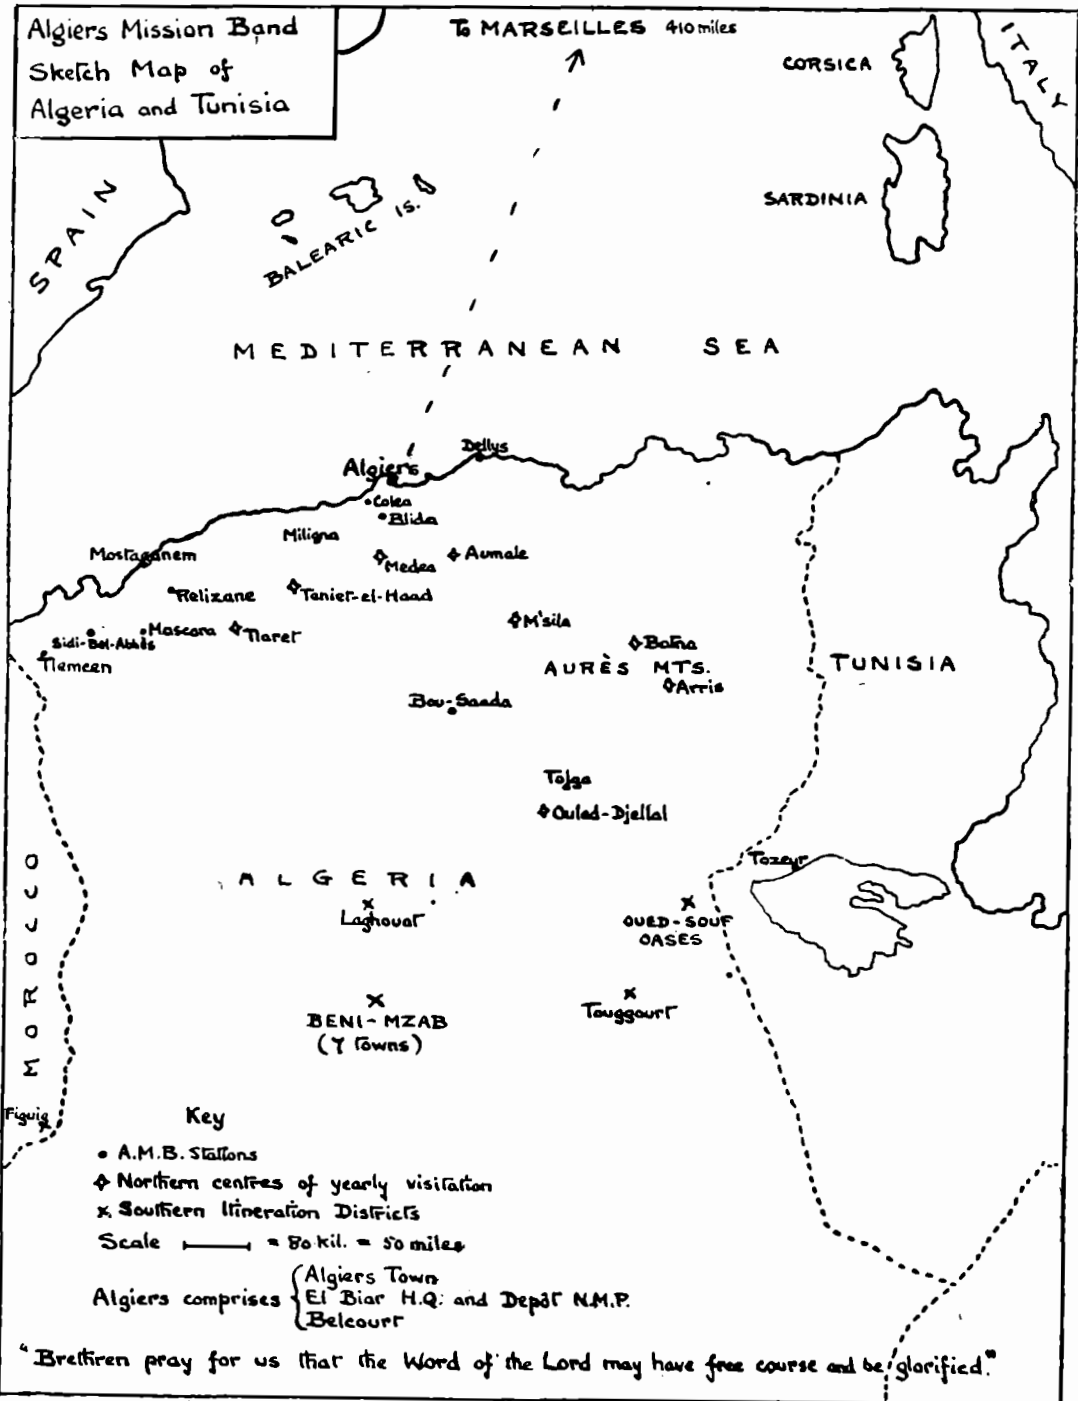 Algiers Mission Band
Sketch Map of
Algeria and Tunisia
To MARSEILLES 410 miles
CORSICA
ITALY
SARDINIA
SPAIN
BALEARIC IS.
MEDITERRANEAN SEA
Algiers
Dellys
Colea
Blida
Miligna
Mostaganem
Medea
Aumale
Relizane
Tenier-el-Haad
M'sila
Mascara
Tiaret
Sidi-Bel-Abbès
Tlemcen
Batna
AURÈS MTS.
Arris
TUNISIA
Bou-Saada
Tolga
Ouled-Djellal
Tozeyr
ALGERIA
Laghouat
OUED-SOUF
OASES
MOROCCO
Touggourt
BENI-MZAB
(7 Towns)
Figuig
Key
A.M.B. Stations
Northern centres of yearly visitation
Southern Itineration Districts
Scale = 80 kil. = 50 miles
Algiers comprises
Algiers Town
El Biar H.Q: and Depôt N.M.P.
Belcourt
"Brethren pray for us that the Word of the Lord may have free course and be glorified."